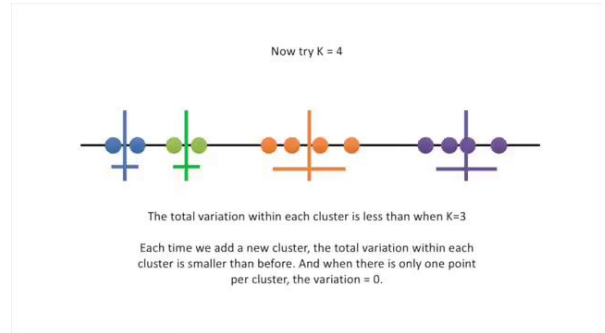 Now try K = 4
The total variation within each cluster is less than when K=3
Each time we add a new cluster, the total variation within each
cluster is smaller than before. And when there is only one point
per cluster, the variation = 0.